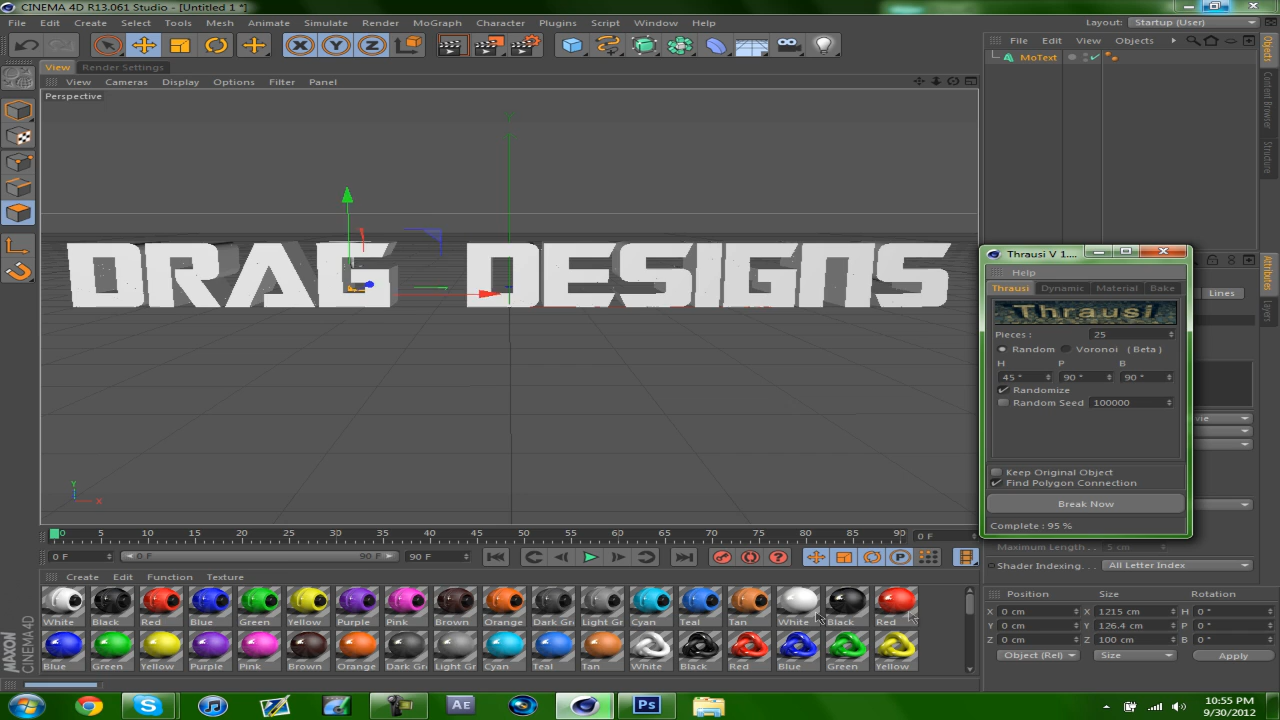 CINEMA 4D R13.061 Studio - [Untitled 1 *]
File Edit Create Select Tools Mesh Animate Simulate Render MoGraph Character Plugins Script Window Help
Layout: Startup (User)
X Y Z
File Edit View Objects
View Render Settings
MoText
View Cameras Display Options Filter Panel
Perspective
DRAG DESIGNS
Objects
Content Browser
Structure
Attributes
Layers
Lines
Thrausi V 1....
Help
Thrausi Dynamic Material Bake
Thrausi
Pieces : 25
Random Voronoi ( Beta )
H P B
45 ° 90 ° 90 °
Randomize
Random Seed 100000
Keep Original Object
Find Polygon Connection
Break Now
Complete : 95 %
Y
X
0 5 10 15 20 25 30 35 40 45 50 55 60 65 70 75 80 85 90 0 F
0 F 0 F 90 F 90 F
Maximum Length . . . 5 cm
Shader Indexing. . . All Letter Index
Create Edit Function Texture
White Black Red Blue Green Yellow Purple Pink Brown Orange Dark Gr Light Gr Cyan Teal Tan White Black Red
Blue Green Yellow Purple Pink Brown Orange Dark Gr Light Gr Cyan Teal Tan White Black Red Blue Green Yellow
Position Size Rotation
X 0 cm X 1215 cm H 0 °
Y 0 cm Y 126.4 cm P 0 °
Z 0 cm Z 100 cm B 0 °
Object (Rel) Size Apply
MAXON
CINEMA 4D
Ae
Ps
10:55 PM
9/30/2012